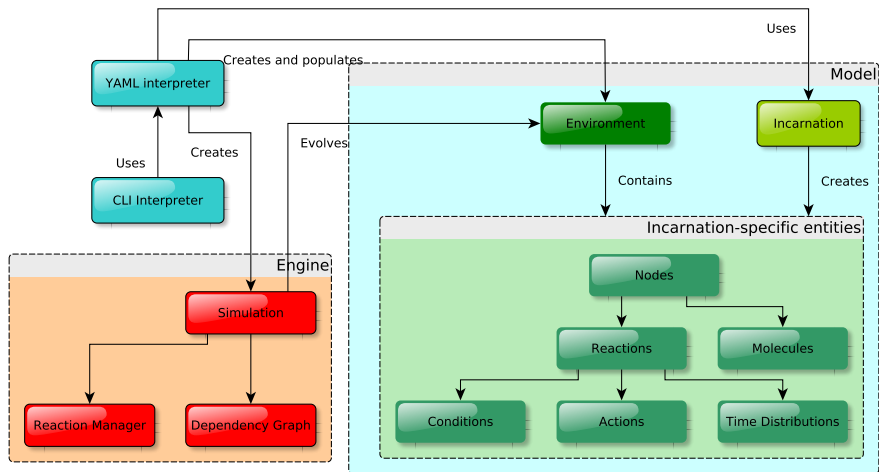 Uses
Creates and populates
Model
YAML interpreter
Environment
Incarnation
Evolves
Creates
Uses
Contains
Creates
CLI Interpreter
Incarnation-specific entities
Engine
Nodes
Simulation
Reactions
Molecules
Reaction Manager
Dependency Graph
Conditions
Actions
Time Distributions